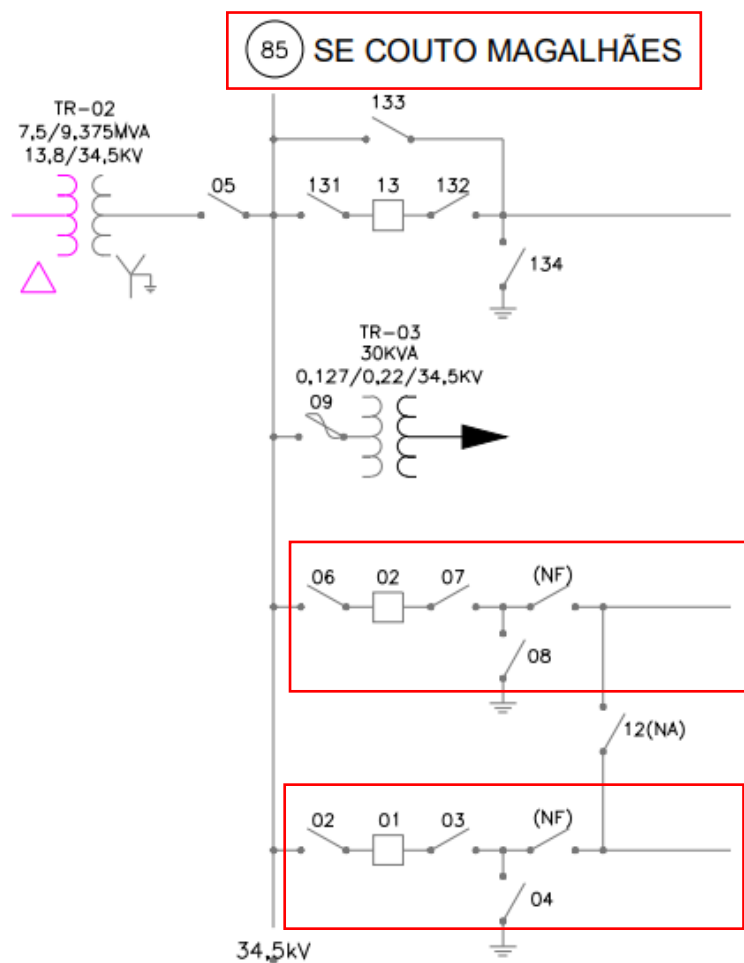 85 SE COUTO MAGALHÃES
TR-02
7,5/9,375MVA
13,8/34,5KV
133
05
131 13 132
134
TR-03
30KVA
0,127/0,22/34,5KV
09
06 02 07 (NF)
08
12(NA)
02 01 03 (NF)
04
34,5kV